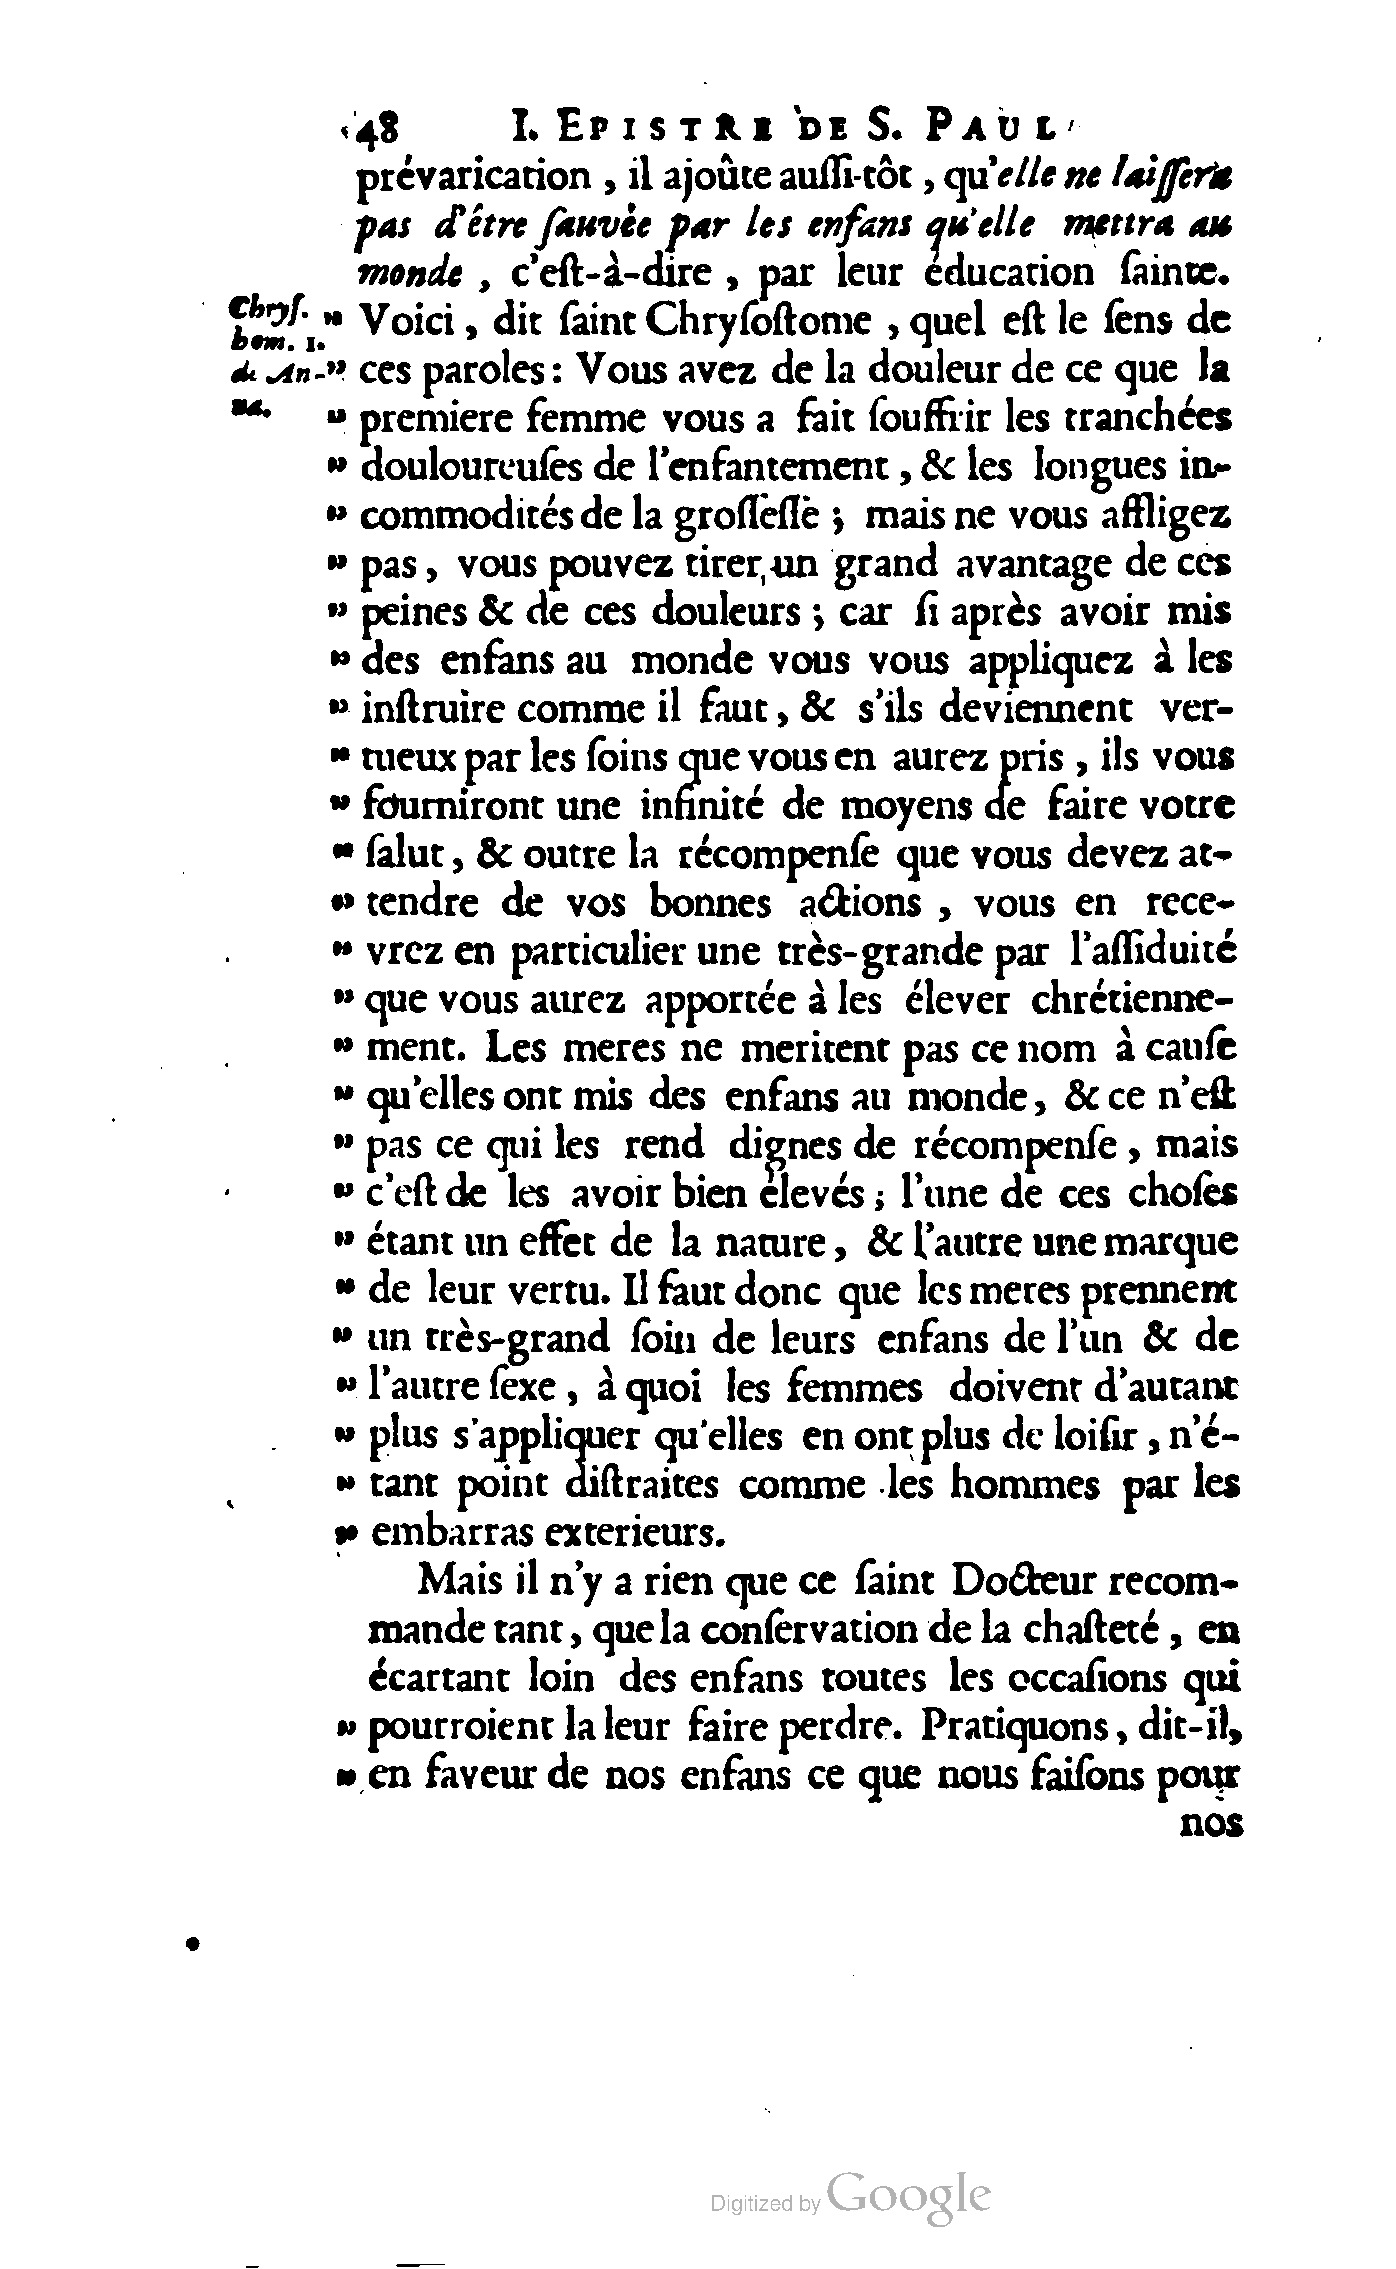 48 I. EPISTRE DE S. PAUL
prévarication , il ajoûte auſſi-tôt , qu'elle ne laiſſera
pas d'être ſauvée par les enfans qu'elle mettra au
monde , c'eſt-à-dire , par leur éducation ſainte.
Chryſ.
hom. 1.
de An-
na.
" Voici , dit ſaint Chryſoſtome , quel eſt le ſens de
" ces paroles : Vous avez de la douleur de ce que la
" premiere femme vous a fait ſouffrir les tranchées
" douloureuſes de l'enfantement , & les longues in-
" commodités de la groſſeſſe ; mais ne vous affligez
" pas , vous pouvez tirer un grand avantage de ces
" peines & de ces douleurs ; car ſi après avoir mis
" des enfans au monde vous vous appliquez à les
" inſtruire comme il faut , & s'ils deviennent ver-
" tueux par les ſoins que vous en aurez pris , ils vous
" fourniront une infinité de moyens de faire votre
" ſalut , & outre la récompenſe que vous devez at-
" tendre de vos bonnes actions , vous en rece-
" vrez en particulier une très-grande par l'aſſiduité
" que vous aurez apportée à les élever chrétienne-
" ment. Les meres ne meritent pas ce nom à cauſe
" qu'elles ont mis des enfans au monde , & ce n'eſt
" pas ce qui les rend dignes de récompenſe , mais
" c'eſt de les avoir bien élevés ; l'une de ces choſes
" étant un effet de la nature , & l'autre une marque
" de leur vertu. Il faut donc que les meres prennent
" un très-grand ſoin de leurs enfans de l'un & de
" l'autre ſexe , à quoi les femmes doivent d'autant
" plus s'appliquer qu'elles en ont plus de loiſir , n'é-
" tant point diſtraites comme les hommes par les
" embarras exterieurs.
Mais il n'y a rien que ce ſaint Docteur recom-
mande tant , que la conſervation de la chaſteté , en
écartant loin des enfans toutes les occaſions qui
" pourroient la leur faire perdre. Pratiquons , dit-il,
" en faveur de nos enfans ce que nous faiſons pour
nos
Digitized by Google